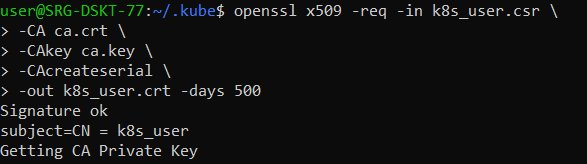 user@SRG-DSKT-77:~/.kube$ openssl x509 -req -in k8s_user.csr \
> -CA ca.crt \
> -CAkey ca.key \
> -CAcreateserial \
> -out k8s_user.crt -days 500
Signature ok
subject=CN = k8s_user
Getting CA Private Key